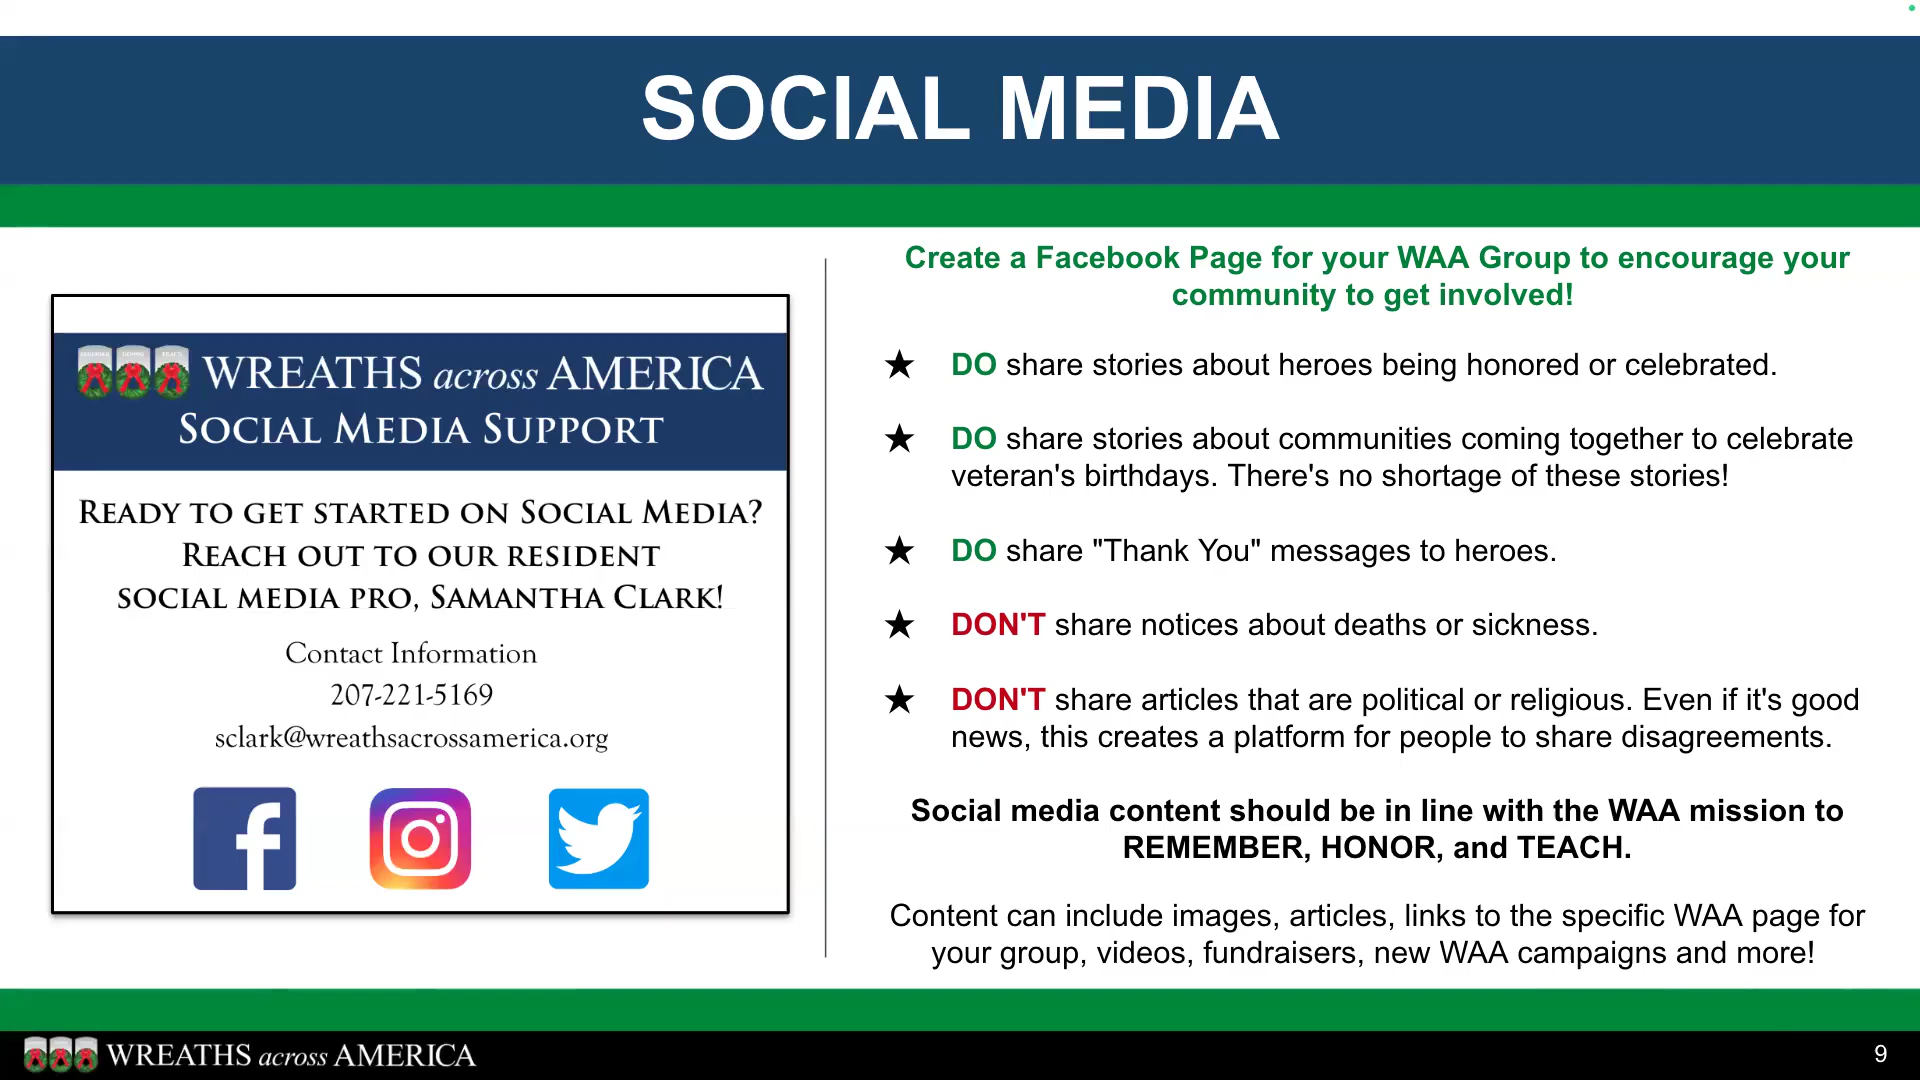 SOCIAL MEDIA
WREATHS across AMERICA
SOCIAL MEDIA SUPPORT
READY TO GET STARTED ON SOCIAL MEDIA?
REACH OUT TO OUR RESIDENT
SOCIAL MEDIA PRO, SAMANTHA CLARK!
Contact Information
207-221-5169
sclark@wreathsacrossamerica.org
Create a Facebook Page for your WAA Group to encourage your
community to get involved!
★ DO share stories about heroes being honored or celebrated.
★ DO share stories about communities coming together to celebrate
veteran's birthdays. There's no shortage of these stories!
★ DO share "Thank You" messages to heroes.
★ DON'T share notices about deaths or sickness.
★ DON'T share articles that are political or religious. Even if it's good
news, this creates a platform for people to share disagreements.
Social media content should be in line with the WAA mission to
REMEMBER, HONOR, and TEACH.
Content can include images, articles, links to the specific WAA page for
your group, videos, fundraisers, new WAA campaigns and more!
WREATHS across AMERICA
9